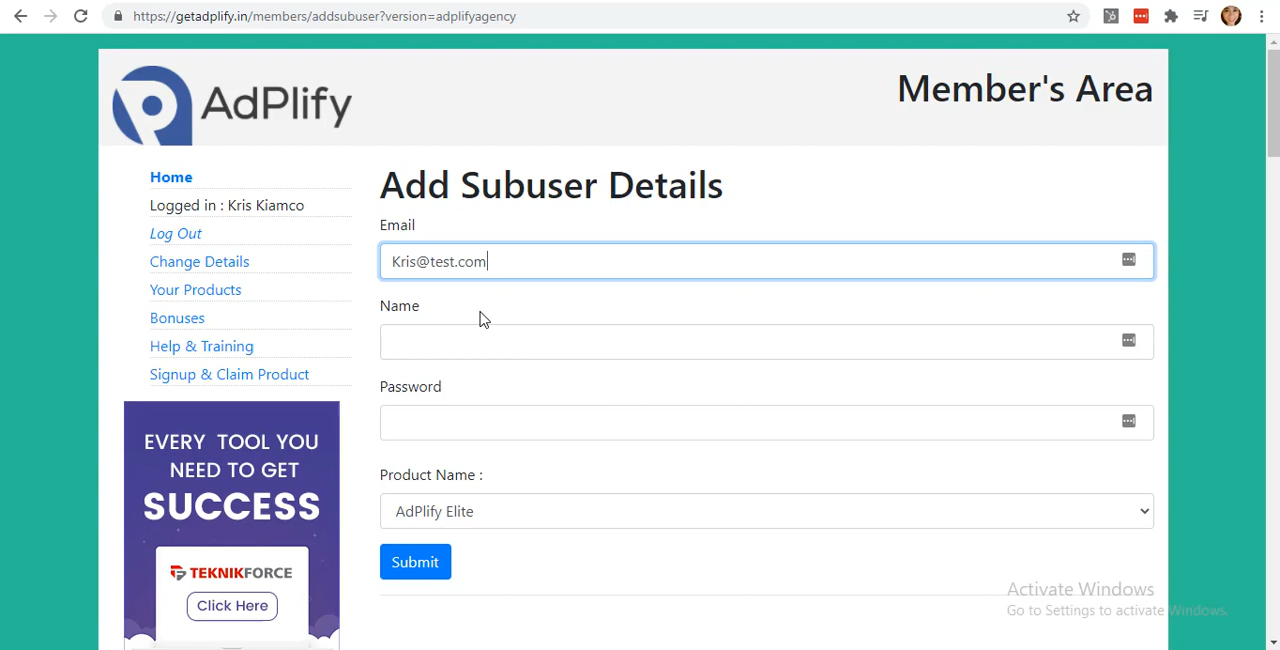 https://getadplify.in/members/addsubuser?version=adplifyagency
AdPlify
Member's Area
Home
Logged in : Kris Kiamco
Log Out
Change Details
Your Products
Bonuses
Help & Training
Signup & Claim Product
EVERY TOOL YOU
NEED TO GET
SUCCESS
TEKNIKFORCE
Click Here
Add Subuser Details
Email
Kris@test.com
Name
Password
Product Name :
AdPlify Elite
Submit
Activate Windows
Go to Settings to activate Windows.